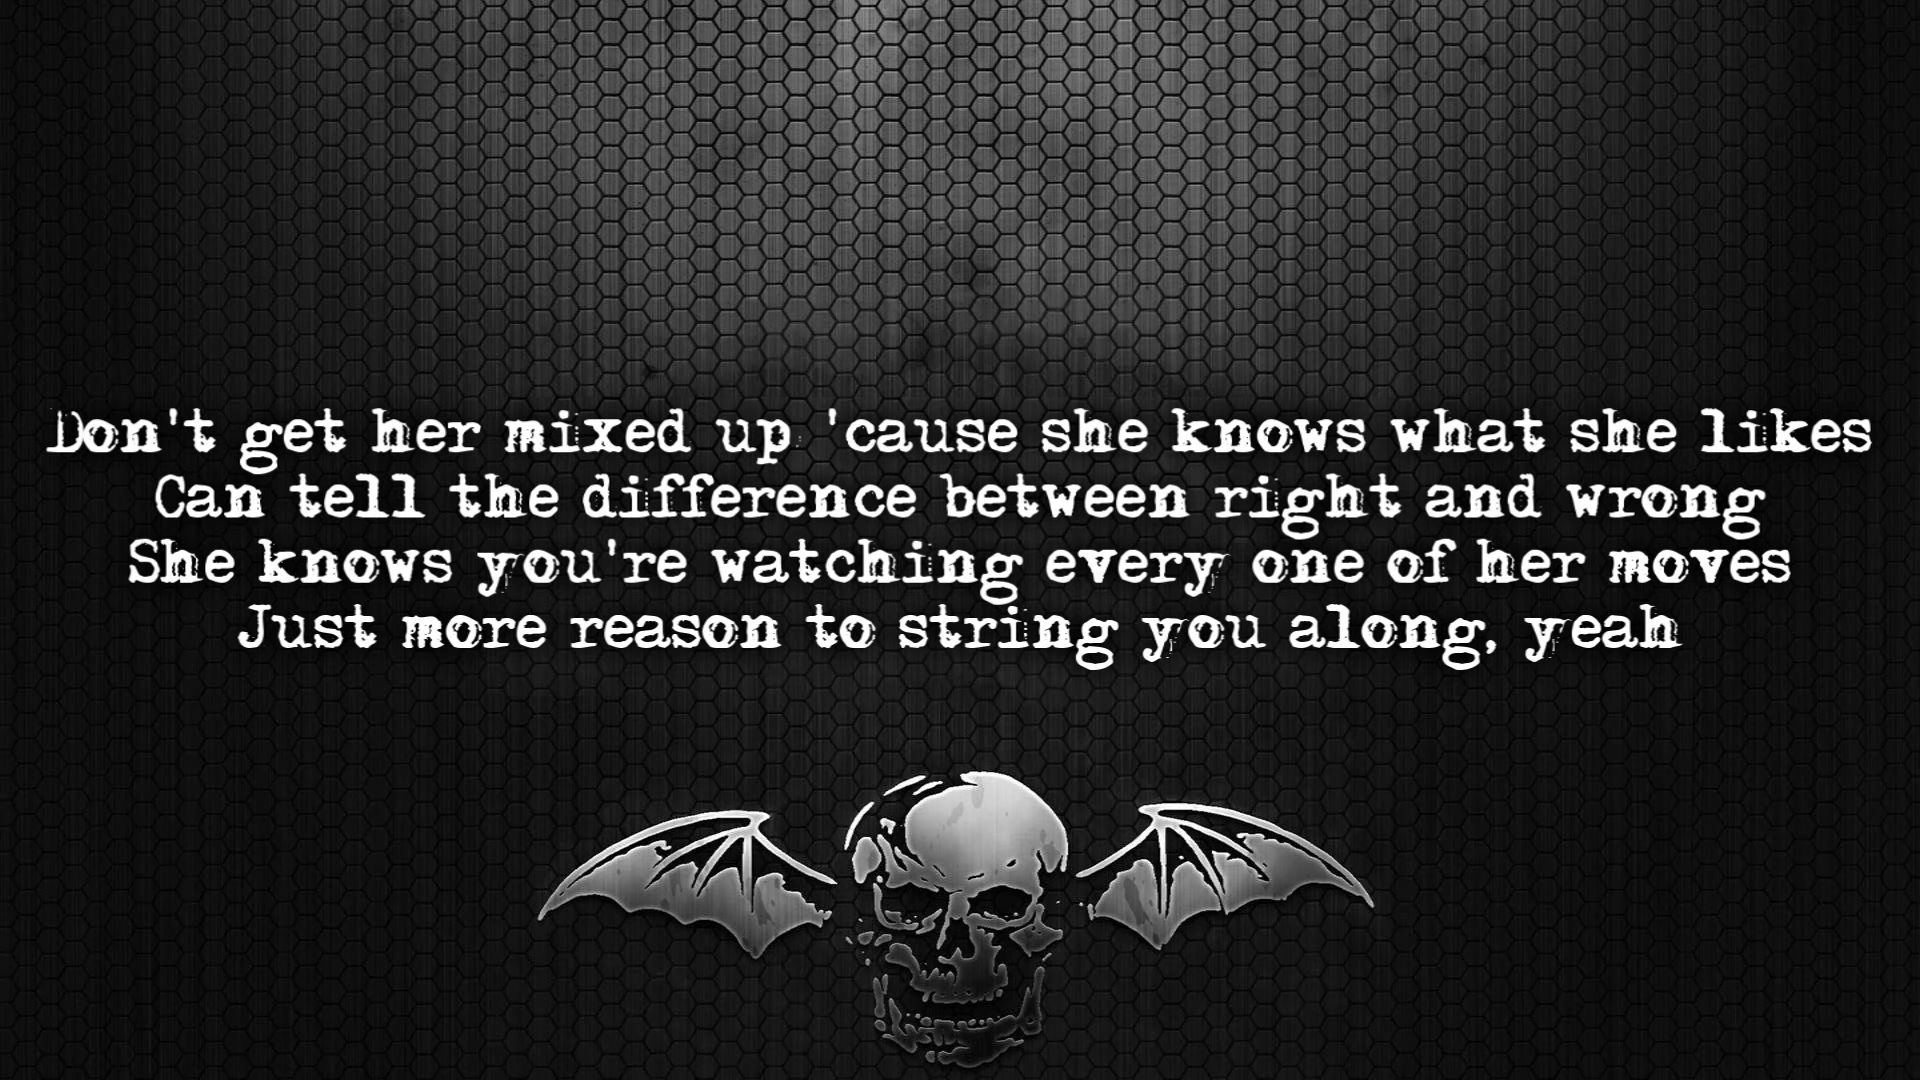 Don't get her mixed up 'cause she knows what she likes
Can tell the difference between right and wrong
She knows you're watching every one of her moves
Just more reason to string you along, yeah